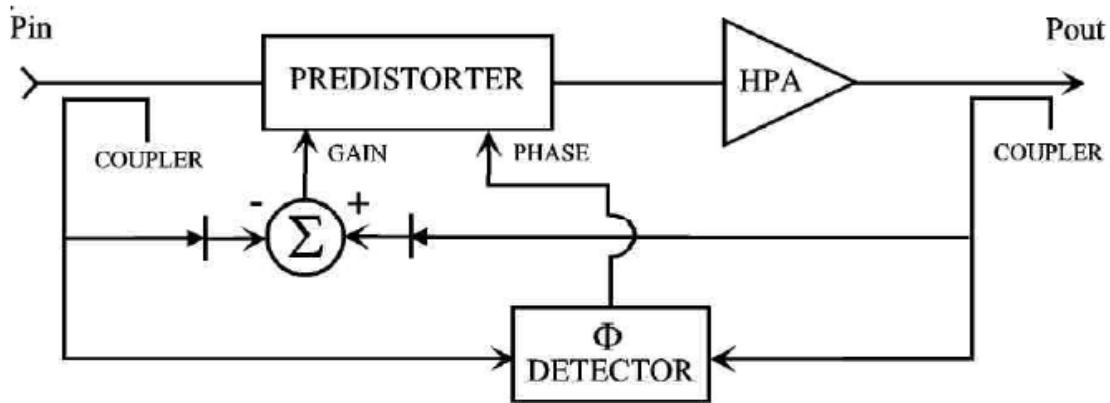 Pin
Pout
PREDISTORTER
HPA
COUPLER
GAIN
PHASE
COUPLER
- +
Σ
Φ
DETECTOR